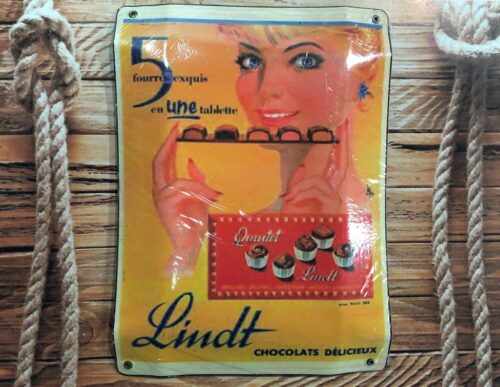 5
fourrés exquis
en une tablette
Quintet
Lindt
Lindt
CHOCOLATS DÉLICIEUX